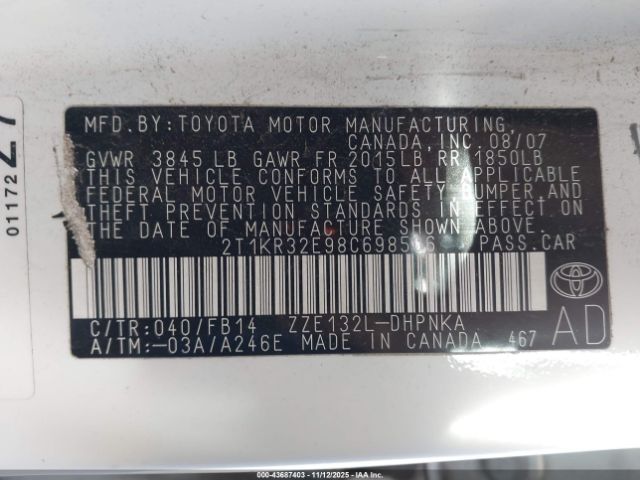 MFD.BY:TOYOTA MOTOR MANUFACTURING,
CANADA,INC. 08/07
GVWR 3845 LB GAWR FR 2015LB RR 1850LB
THIS VEHICLE CONFORMS TO ALL APPLICABLE
FEDERAL MOTOR VEHICLE SAFETY, BUMPER AND
THEFT PREVENTION STANDARDS IN EFFECT ON
THE DATE OF MANUFACTURE SHOWN ABOVE.
PASS.CAR
C/TR:040/FB14 ZZE132L-DHPNKA
A/TM:-03A/A246E MADE IN CANADA 467
AD
01172
00-43687403 - 11/12/2025 - IAA Inc.